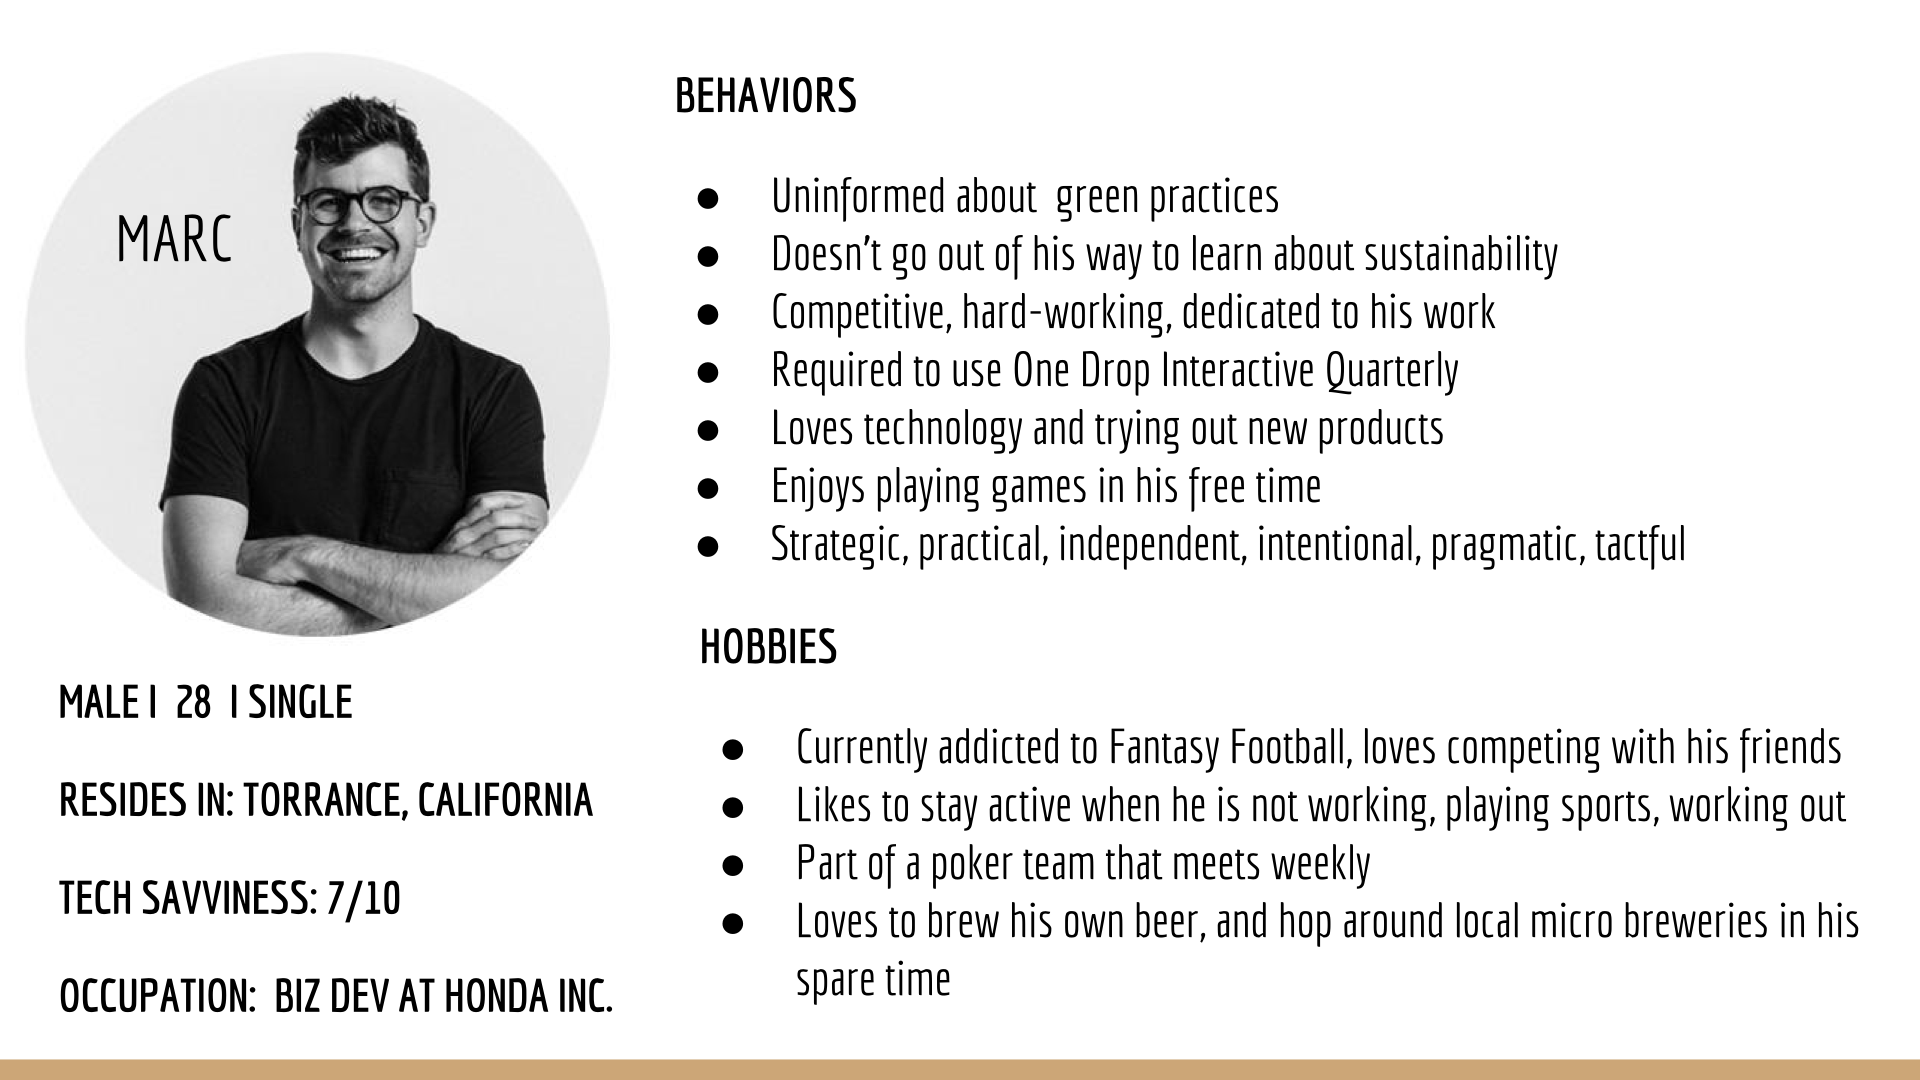 MARC
MALE I 28 I SINGLE
RESIDES IN: TORRANCE, CALIFORNIA
TECH SAVVINESS: 7/10
OCCUPATION: BIZ DEV AT HONDA INC.
BEHAVIORS
● Uninformed about green practices
● Doesn't go out of his way to learn about sustainability
● Competitive, hard-working, dedicated to his work
● Required to use One Drop Interactive Quarterly
● Loves technology and trying out new products
● Enjoys playing games in his free time
● Strategic, practical, independent, intentional, pragmatic, tactful
HOBBIES
● Currently addicted to Fantasy Football, loves competing with his friends
● Likes to stay active when he is not working, playing sports, working out
● Part of a poker team that meets weekly
● Loves to brew his own beer, and hop around local micro breweries in his
spare time